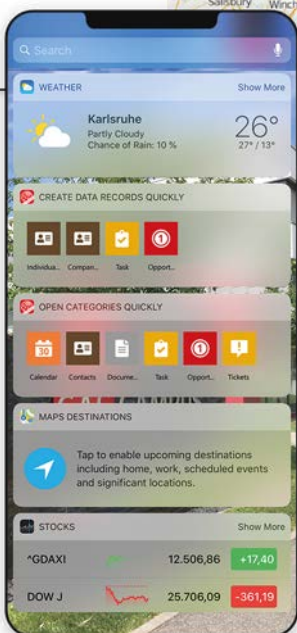 Salisbury
Winch
Search
WEATHER
Show More
Karlsruhe
26°
Partly Cloudy
Chance of Rain: 10 %
27° / 13°
CREATE DATA RECORDS QUICKLY
Individua...
Compan...
Task
Opport...
OPEN CATEGORIES QUICKLY
30
Calendar
Contacts
Docume...
Task
Opport...
Tickets
MAPS DESTINATIONS
Tap to enable upcoming destinations
including home, work, scheduled events
and significant locations.
STOCKS
Show More
^GDAXI
12.506,86
+17,40
DOW J
25.706,09
-361,19